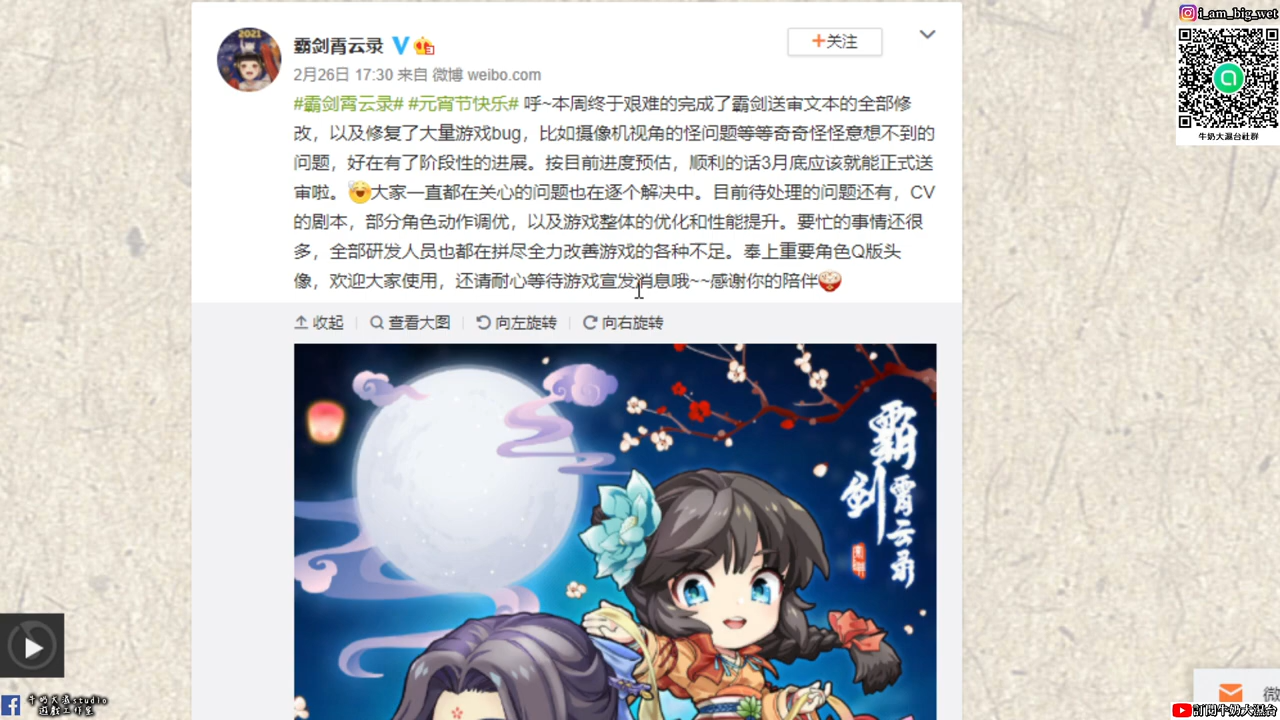 霸剑霄云录
+关注
2月26日 17:30 来自 微博 weibo.com
#霸剑霄云录# #元宵节快乐# 呼~本周终于艰难的完成了霸剑送审文本的全部修
改，以及修复了大量游戏bug，比如摄像机视角的怪问题等等奇奇怪怪意想不到的
问题，好在有了阶段性的进展。按目前进度预估，顺利的话3月底应该就能正式送
审啦。大家一直都在关心的问题也在逐个解决中。目前待处理的问题还有，CV
的剧本，部分角色动作调优，以及游戏整体的优化和性能提升。要忙的事情还很
多，全部研发人员也都在拼尽全力改善游戏的各种不足。奉上重要角色Q版头
像，欢迎大家使用，还请耐心等待游戏宣发消息哦~~感谢你的陪伴
收起
查看大图
向左旋转
向右旋转
霸剑霄云录
2021
i_am_big_wet
牛奶大濕台社群
牛奶大濕studio
遊戲工作室
微
訂閱牛奶大濕台